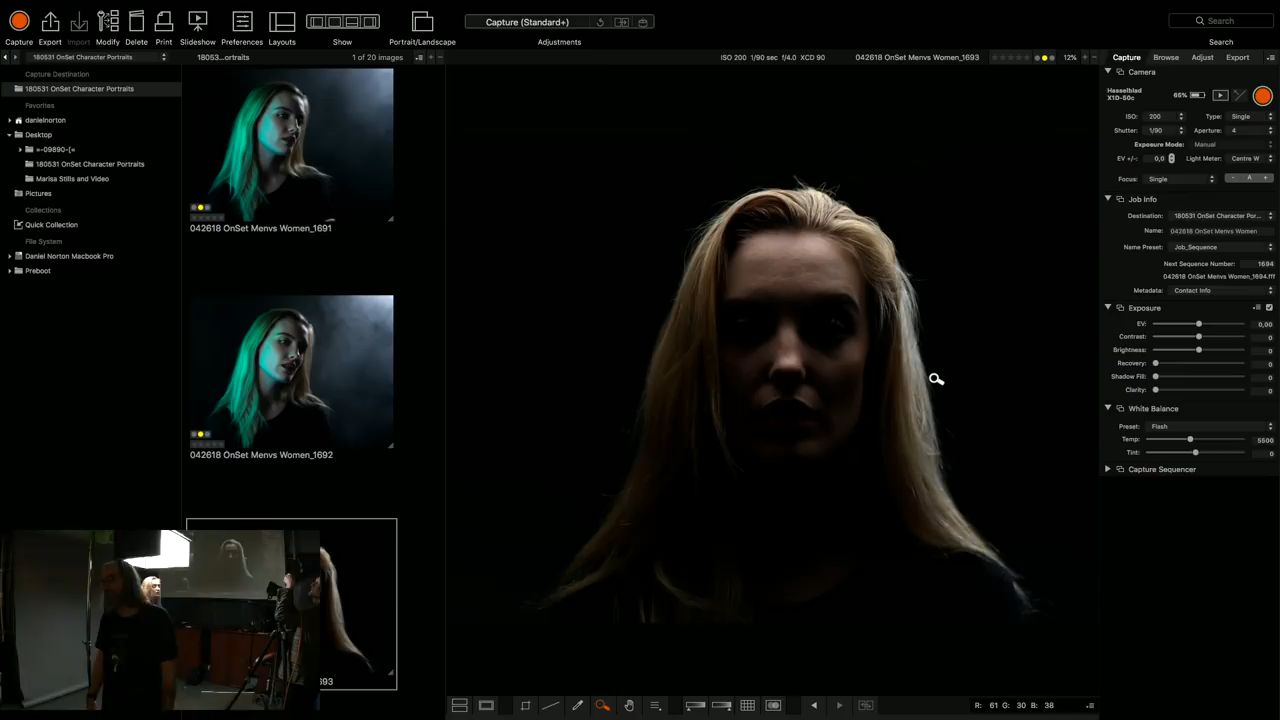 Capture
Export
Import
Modify
Delete
Print
Slideshow
Preferences
Layouts
Show
Portrait/Landscape
Capture (Standard+)
Adjustments
Search
Search
180531 OnSet Character Portraits
18053...ortraits
1 of 20 images
ISO 200 1/90 sec f/4.0 XCD 90
042618 OnSet Menvs Women_1693
12%
Capture Browse Adjust Export
Capture Destination
180531 OnSet Character Portraits
Favorites
danielnorton
Desktop
=-09890-[=
180531 OnSet Character Portraits
Marisa Stills and Video
Pictures
Collections
Quick Collection
File System
Daniel Norton Macbook Pro
Preboot
042618 OnSet Menvs Women_1691
042618 OnSet Menvs Women_1692
693
Camera
Hasselblad
X1D-50c
65%
ISO: 200 Type: Single
Shutter: 1/90 Aperture: 4
Exposure Mode: Manual
EV +/-: 0,0 Light Meter: Centre W
Focus: Single - A +
Job Info
Destination: 180531 OnSet Character Por...
Name: 042618 OnSet Menvs Women
Name Preset: Job_Sequence
Next Sequence Number: 1694
042618 OnSet Menvs Women_1694.fff
Metadata: Contact Info
Exposure
EV: 0,00
Contrast: 0
Brightness: 0
Recovery: 0
Shadow Fill: 0
Clarity: 0
White Balance
Preset: Flash
Temp: 5500
Tint: 0
Capture Sequencer
R: 61 G: 30 B: 38